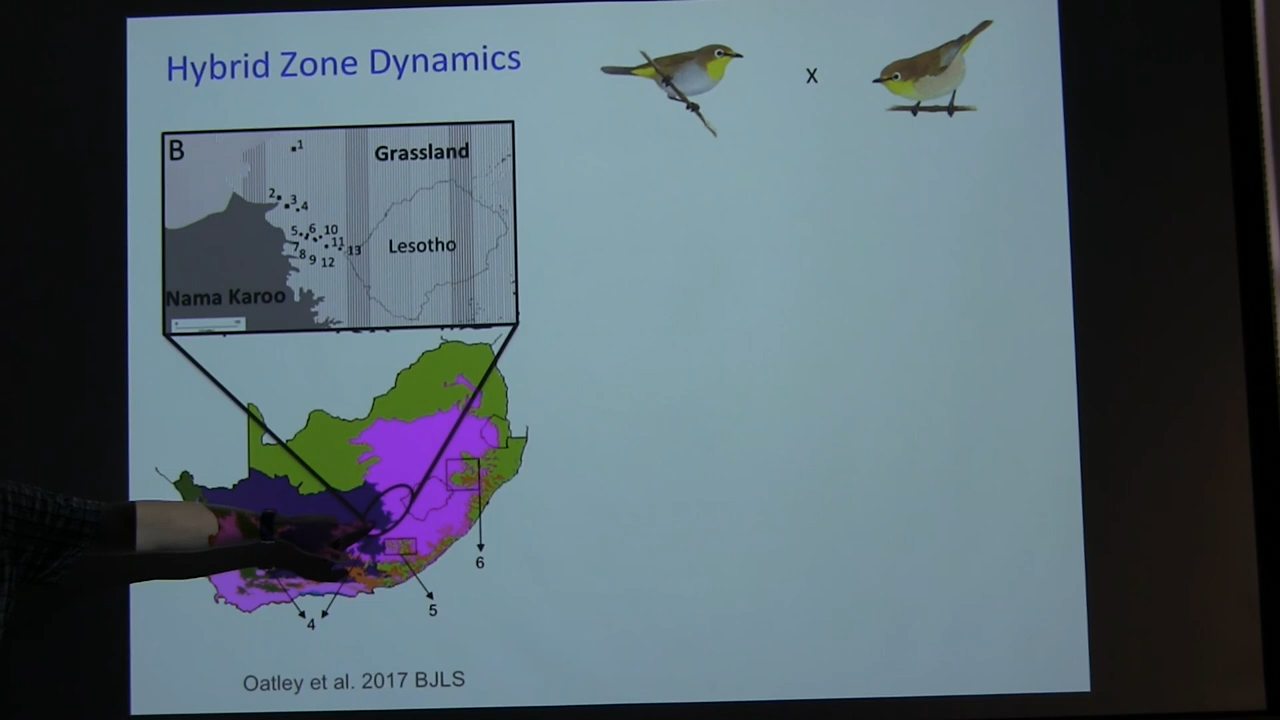 Hybrid Zone Dynamics
X
B
1
Grassland
2
3
4
5
6
10
7
11
13
8
9
12
Lesotho
Nama Karoo
6
5
4
Oatley et al. 2017 BJLS